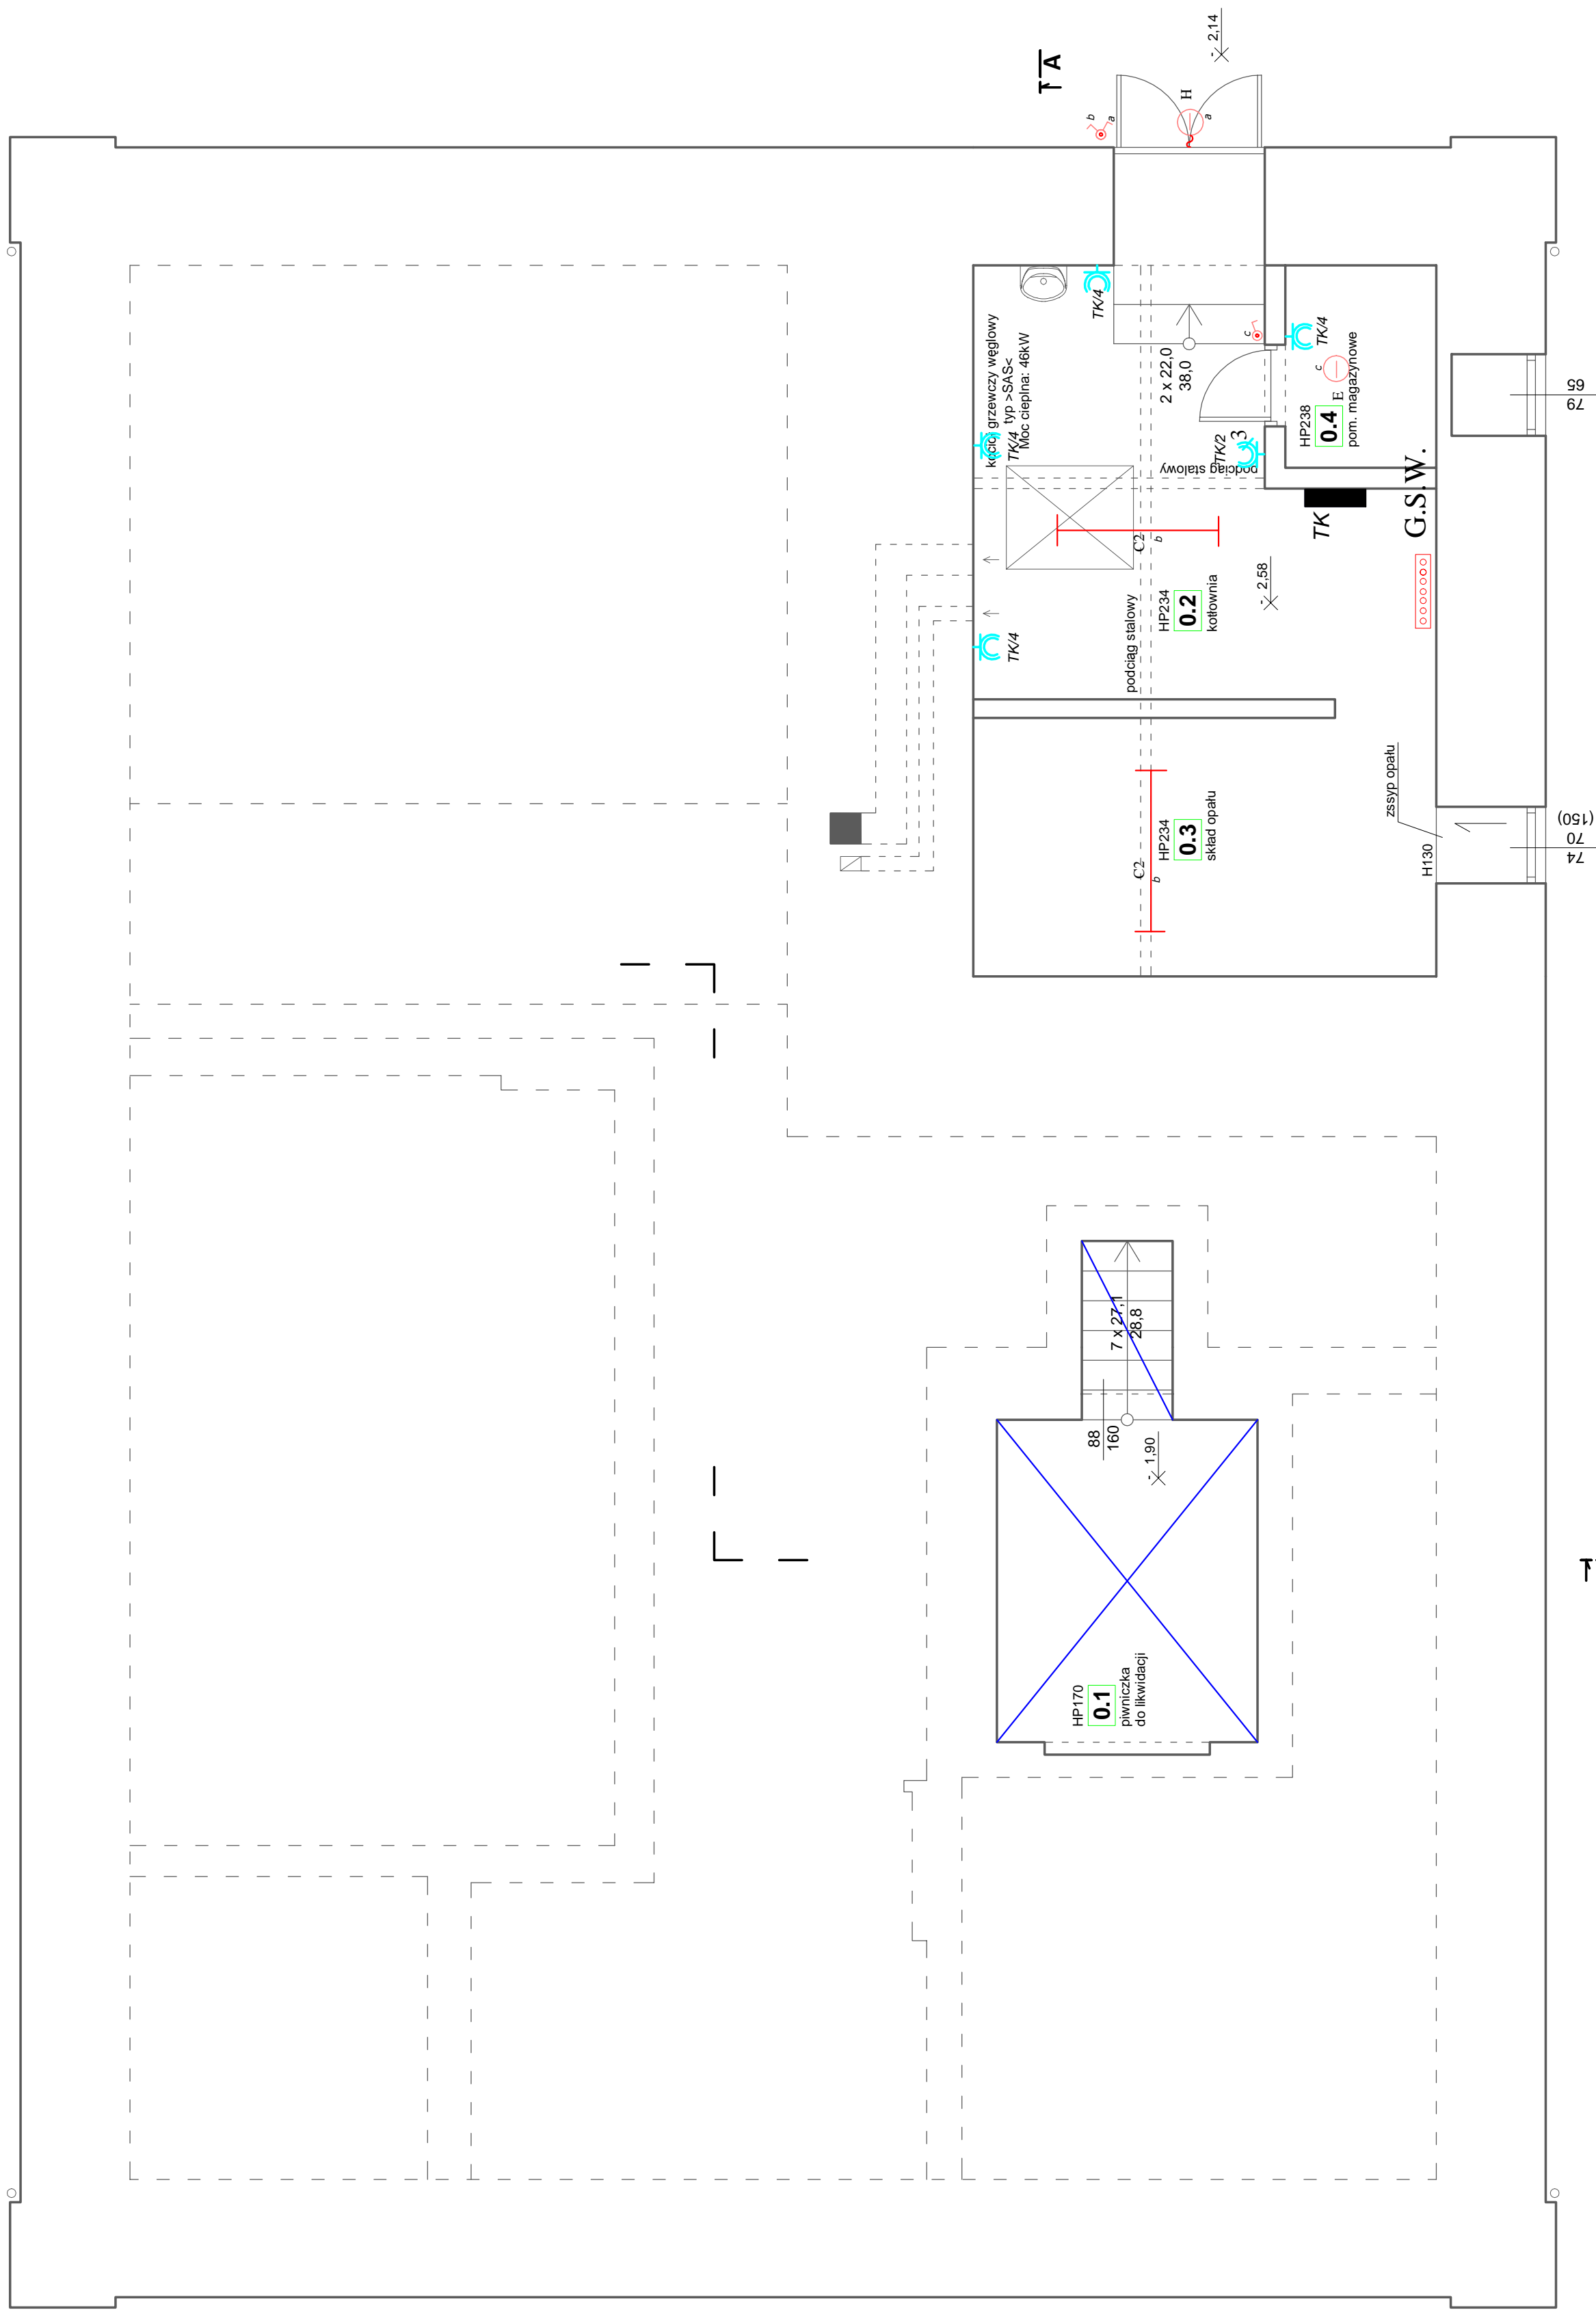 A
2,14
b
a
H
a
kocioł grzewczy węglowy
typ >SAS<
Moc cieplna: 46kW
TK/4
TK/4
TK/4
TK/4
TK/2
3
2 x 22,0
38,0
c
c
E
HP238
0.4
pom. magazynowe
79
65
podciąg stalowy
podciąg stalowy
C2
b
HP234
0.2
kotłownia
- 2,58
TK
G.S.W.
C2
b
HP234
0.3
skład opału
zssyp opału
H130
74
70
(150)
7 x 27,1
28,8
88
160
- 1,90
HP170
0.1
piwniczka
do likwidacji